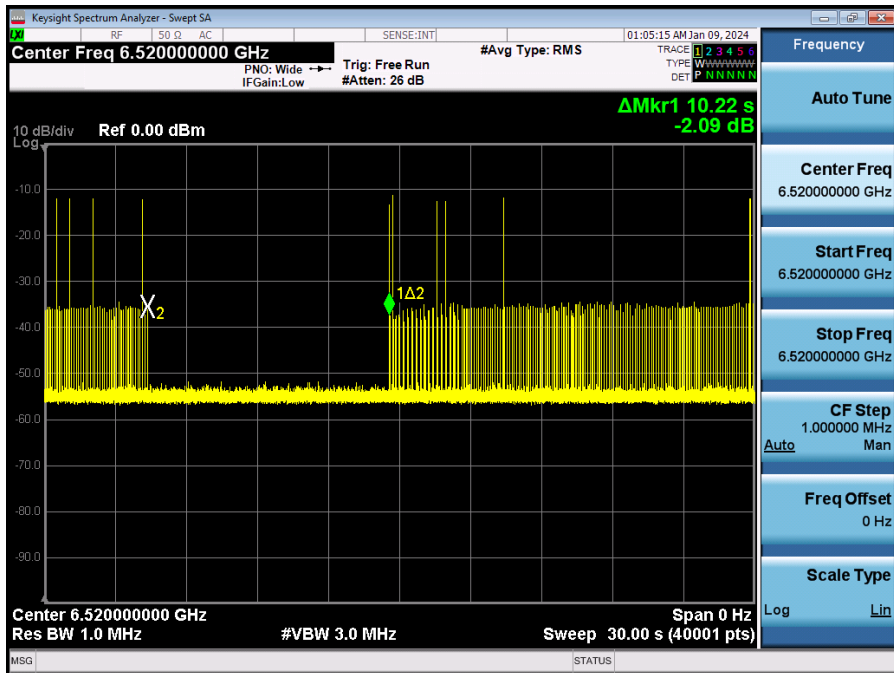 Keysight Spectrum Analyzer - Swept SA
LXI
RF 50 Ω AC SENSE:INT 01:05:15 AM Jan 09, 2024
Center Freq 6.520000000 GHz
PNO: Wide
IFGain:Low
Trig: Free Run
#Atten: 26 dB
#Avg Type: RMS
TRACE 1 2 3 4 5 6
TYPE WWWWWW
DET P N N N N N
ΔMkr1 10.22 s
-2.09 dB
10 dB/div Ref 0.00 dBm
Log
-10.0
-20.0
-30.0
-40.0
-50.0
-60.0
-70.0
-80.0
-90.0
X2
1Δ2
Center 6.520000000 GHz Span 0 Hz
Res BW 1.0 MHz #VBW 3.0 MHz Sweep 30.00 s (40001 pts)
MSG STATUS
Frequency
Auto Tune
Center Freq
6.520000000 GHz
Start Freq
6.520000000 GHz
Stop Freq
6.520000000 GHz
CF Step
1.000000 MHz
Auto Man
Freq Offset
0 Hz
Scale Type
Log Lin